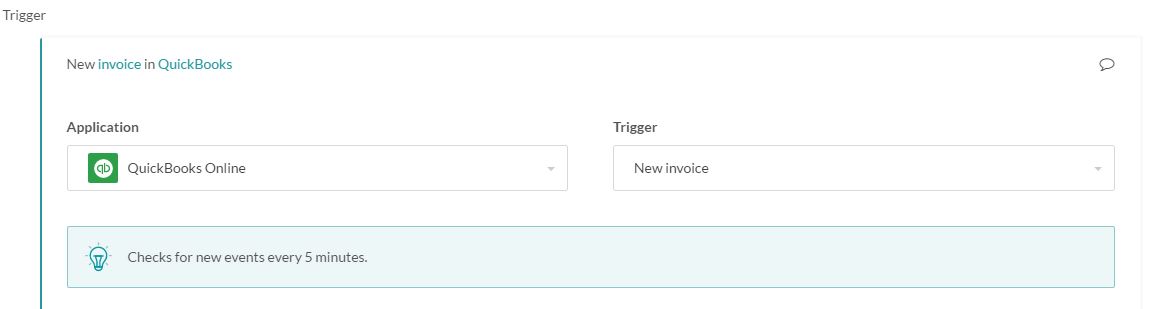 Trigger
New invoice in QuickBooks
Application
Trigger
QuickBooks Online
New invoice
Checks for new events every 5 minutes.